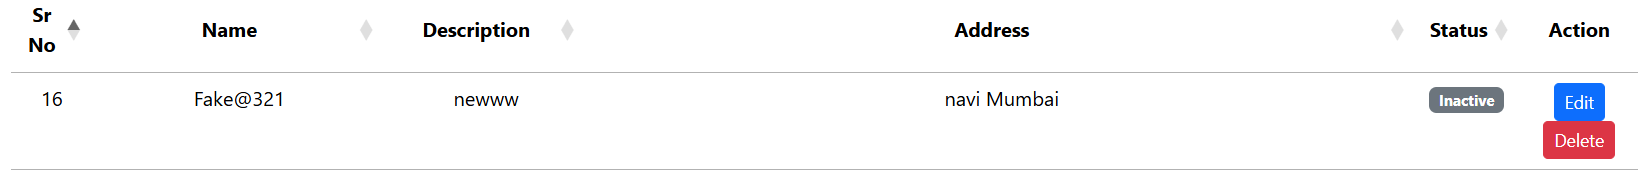 Sr No Name Description Address Status Action
16 Fake@321 newww navi Mumbai Inactive Edit
Delete